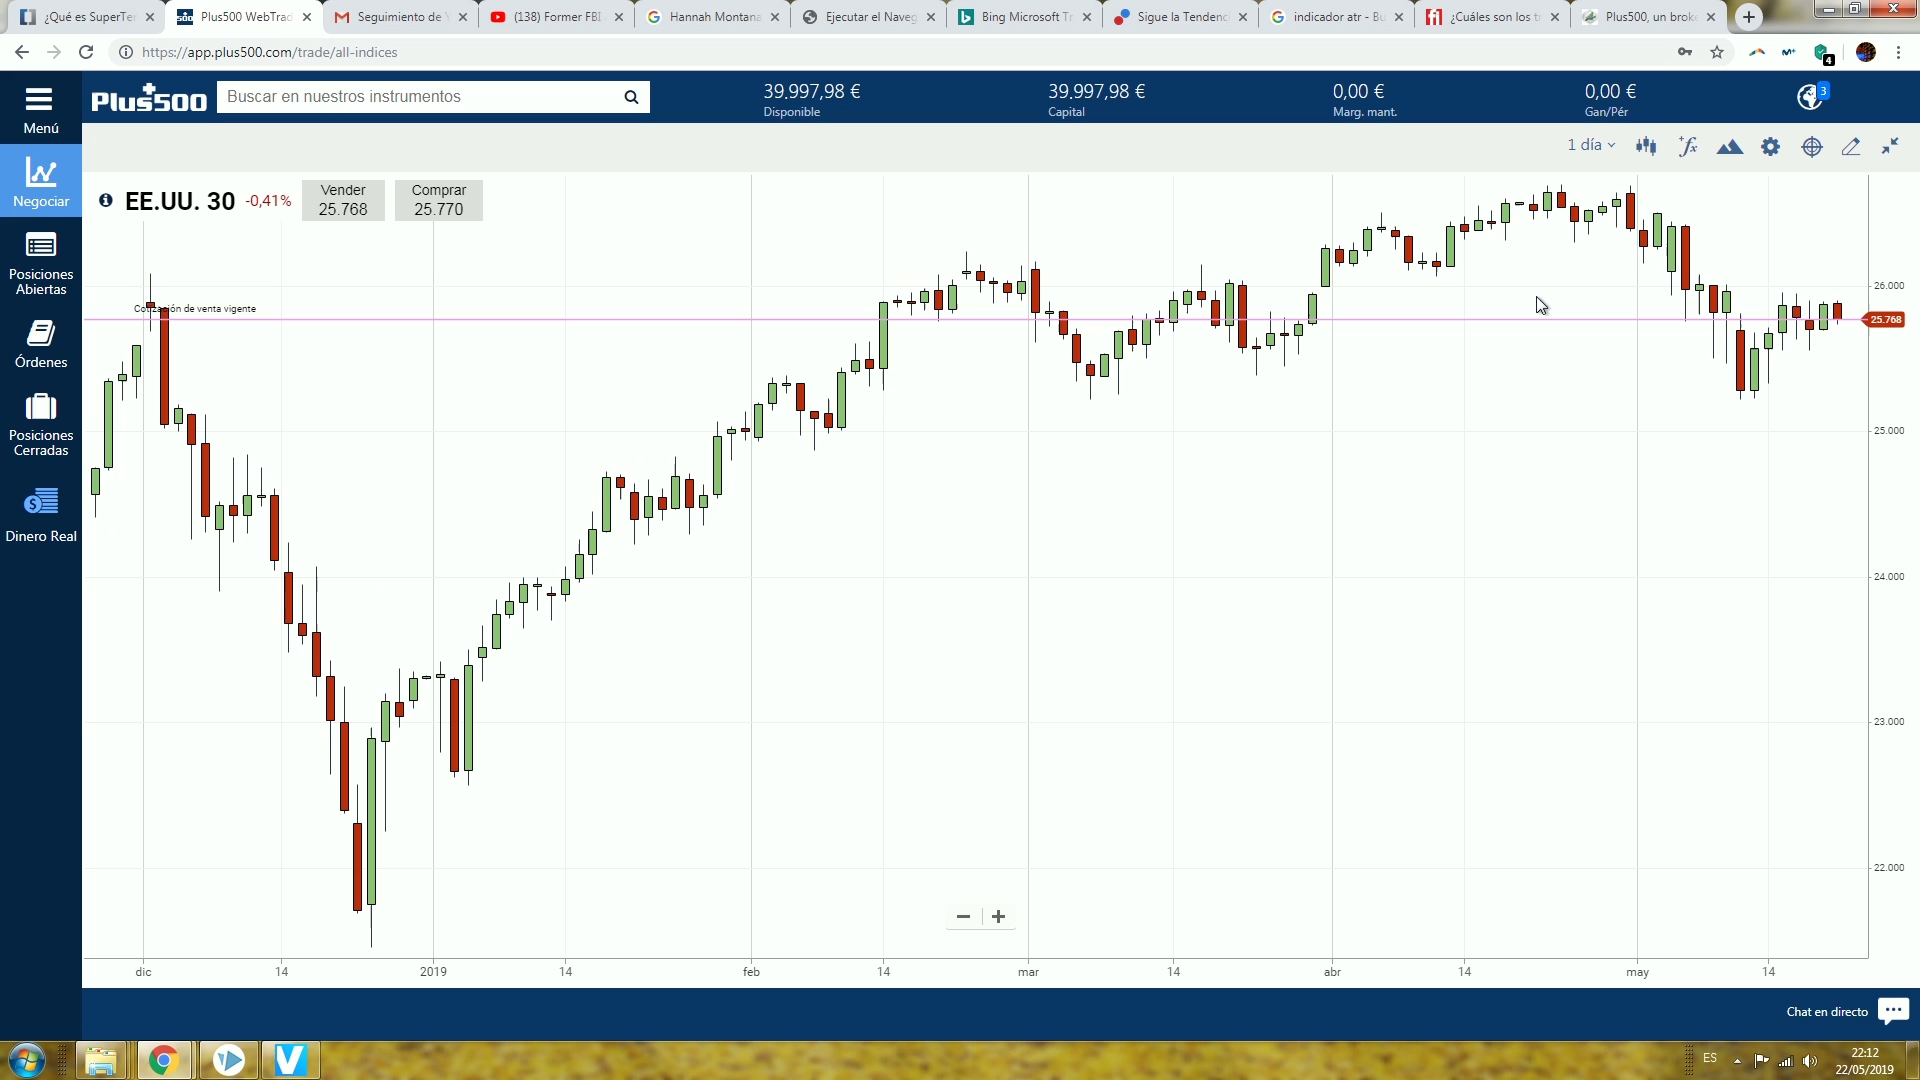 ¿Qué es SuperTer
Plus500 WebTrad
Seguimiento de
(138) Former FBI
Hannah Montana
Ejecutar el Naveg
Bing Microsoft Tr
Sigue la Tendenci
indicador atr - Bu
¿Cuáles son los t
Plus500, un broke
https://app.plus500.com/trade/all-indices
4
Menú
Plus500
Buscar en nuestros instrumentos
39.997,98 €
Disponible
39.997,98 €
Capital
0,00 €
Marg. mant.
0,00 €
Gan/Pér
3
1 día
Negociar
EE.UU. 30 -0,41%
Vender
25.768
Comprar
25.770
Posiciones
Abiertas
Órdenes
Posiciones
Cerradas
Dinero Real
Cotización de venta vigente
26.000
25.768
25.000
24.000
23.000
22.000
dic 14 2019 14 feb 14 mar 14 abr 14 may 14
Chat en directo
ES
22:12
22/05/2019